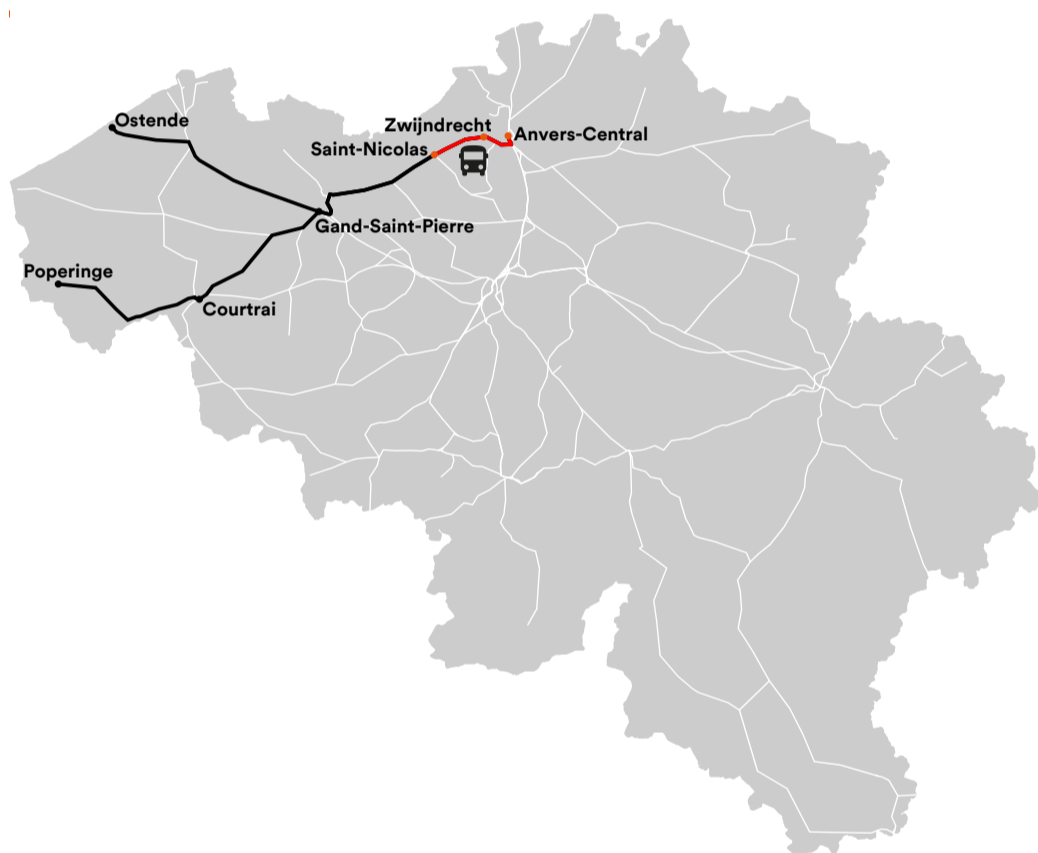 Ostende
Zwijndrecht
Anvers-Central
Saint-Nicolas
Gand-Saint-Pierre
Poperinge
Courtrai